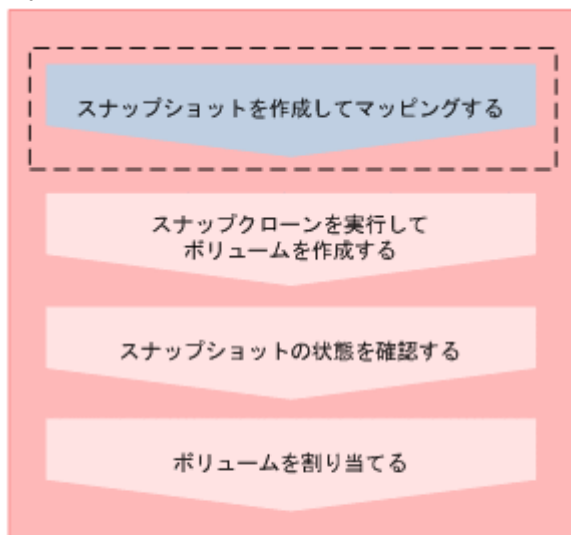 スナップショットを作成してマッピングする
スナップクローンを実行して
ボリュームを作成する
スナップショットの状態を確認する
ボリュームを割り当てる